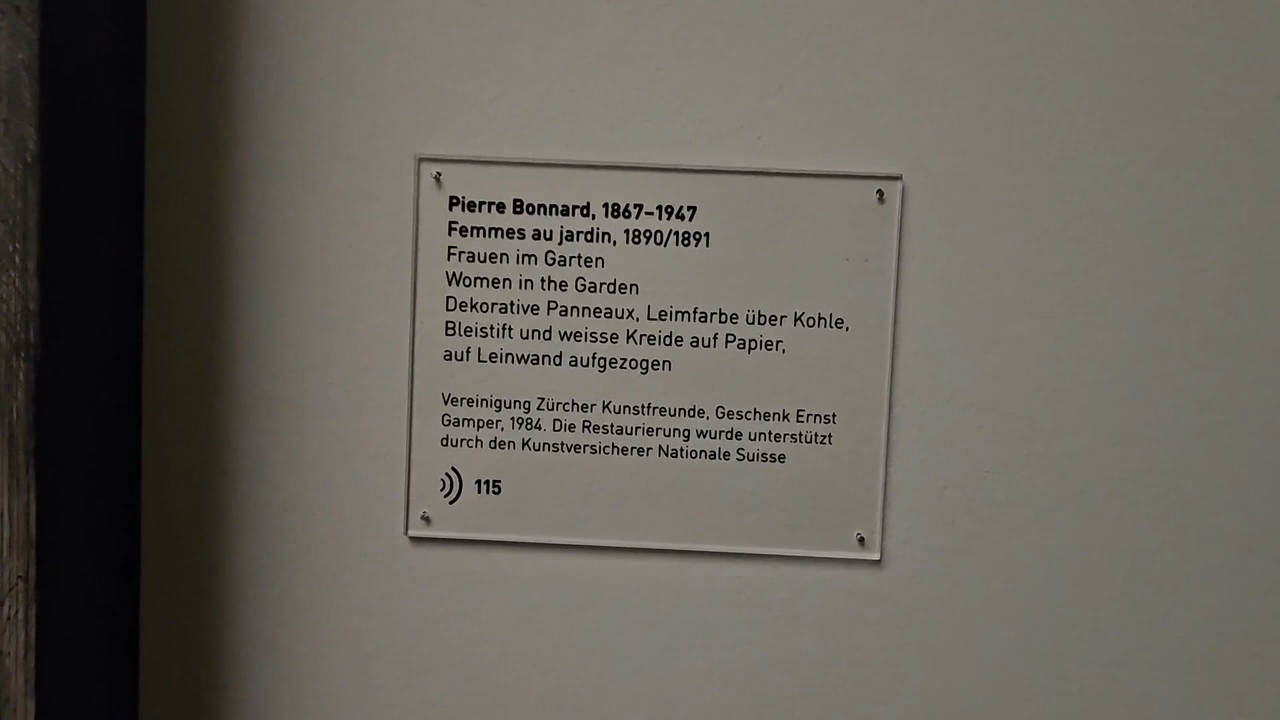 Pierre Bonnard, 1867–1947
Femmes au jardin, 1890/1891
Frauen im Garten
Women in the Garden
Dekorative Panneaux, Leimfarbe über Kohle,
Bleistift und weisse Kreide auf Papier,
auf Leinwand aufgezogen
Vereinigung Zürcher Kunstfreunde, Geschenk Ernst
Gamper, 1984. Die Restaurierung wurde unterstützt
durch den Kunstversicherer Nationale Suisse
115